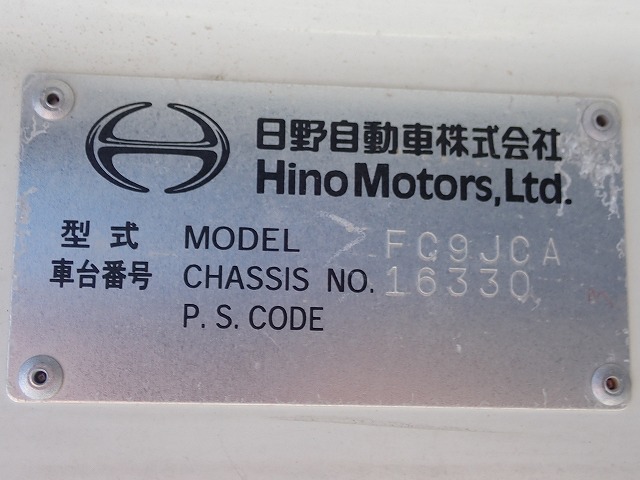 日野自動車株式会社
Hino Motors, Ltd.
型式 MODEL FC9JCA
車台番号 CHASSIS NO. 16330
P. S. CODE